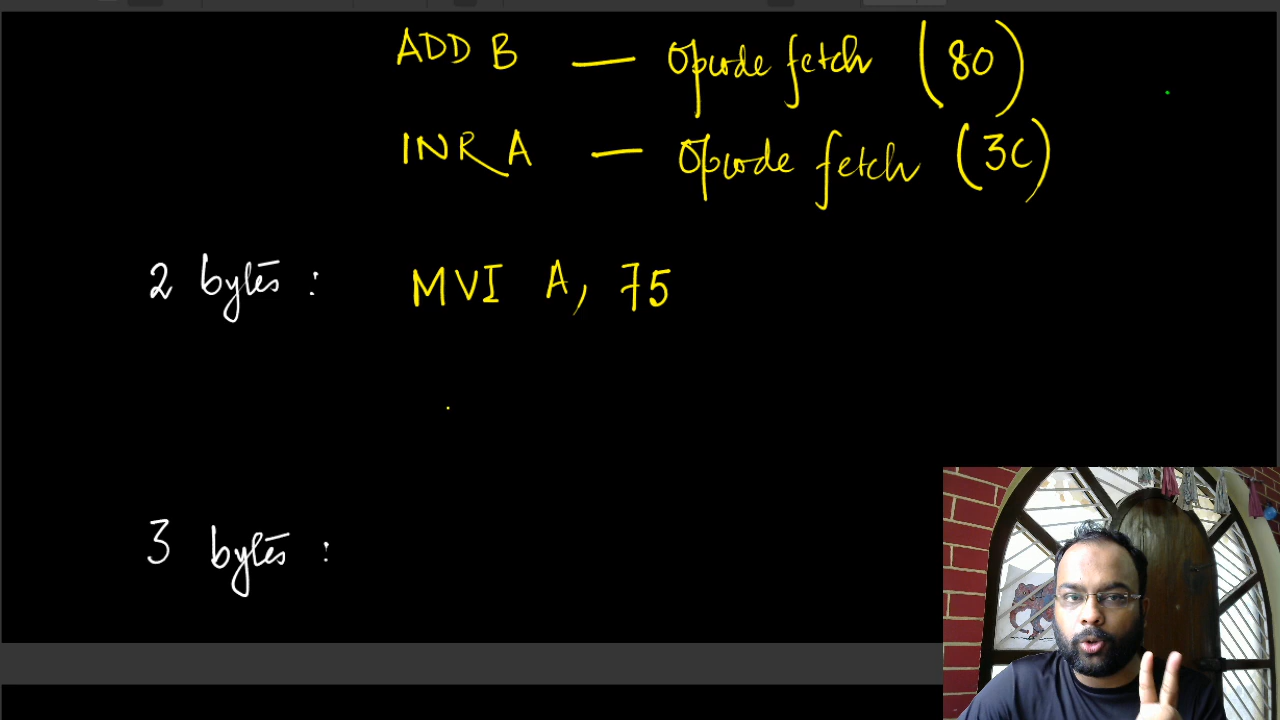 ADD B — Opcode fetch (80)
INR A — Opcode fetch (3C)
2 bytes : MVI A, 75
3 bytes :